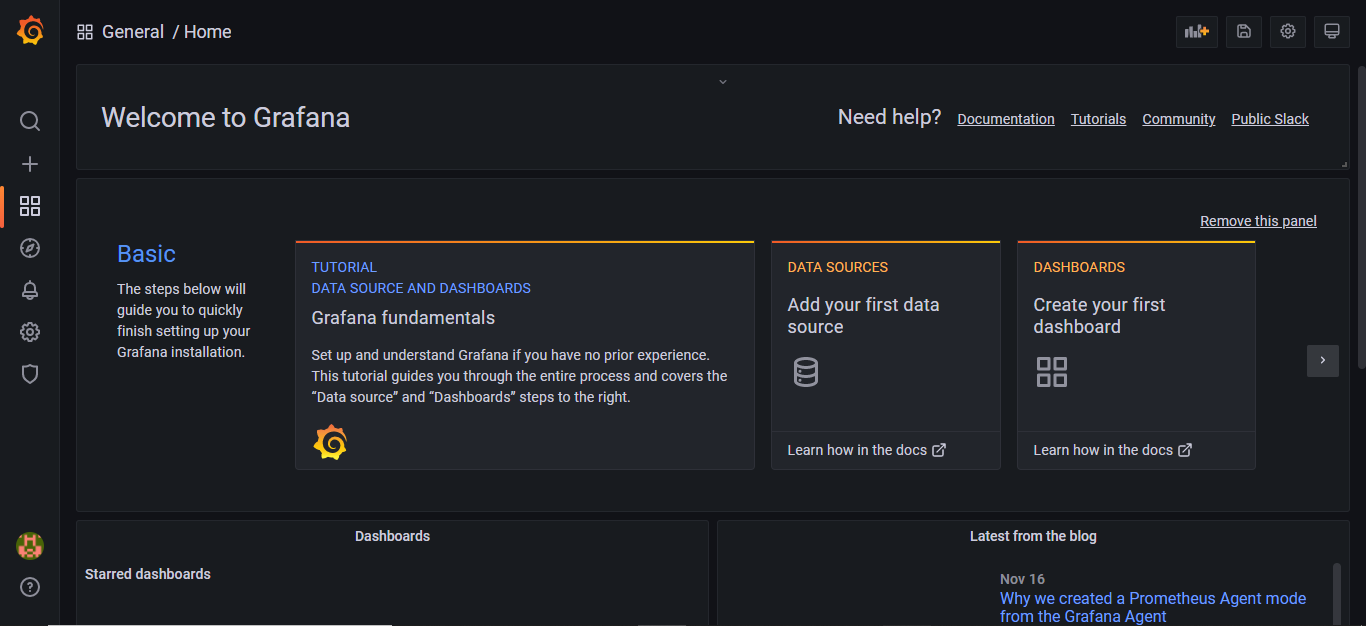 General / Home
Welcome to Grafana
Need help? Documentation Tutorials Community Public Slack
Remove this panel
Basic
The steps below will
guide you to quickly
finish setting up your
Grafana installation.
TUTORIAL
DATA SOURCE AND DASHBOARDS
Grafana fundamentals
Set up and understand Grafana if you have no prior experience.
This tutorial guides you through the entire process and covers the
“Data source” and “Dashboards” steps to the right.
DATA SOURCES
Add your first data
source
Learn how in the docs
DASHBOARDS
Create your first
dashboard
Learn how in the docs
Dashboards
Starred dashboards
Latest from the blog
Nov 16
Why we created a Prometheus Agent mode
from the Grafana Agent